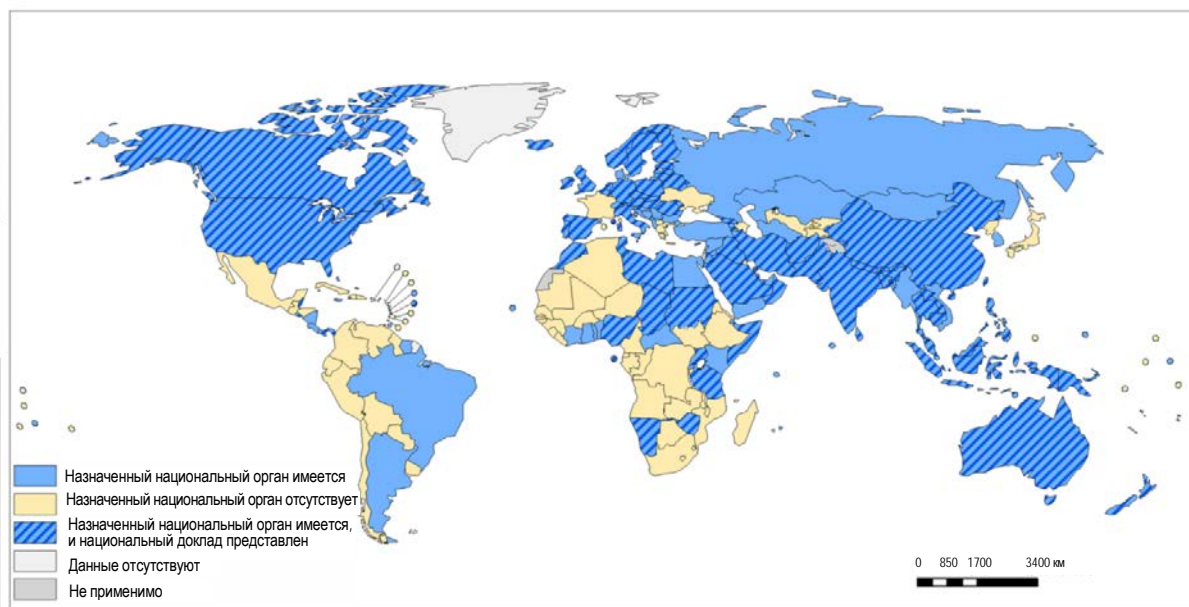 Назначенный национальный орган имеется
Назначенный национальный орган отсутствует
Назначенный национальный орган имеется,
и национальный доклад представлен
Данные отсутствуют
Не применимо
0 850 1700 3400 км